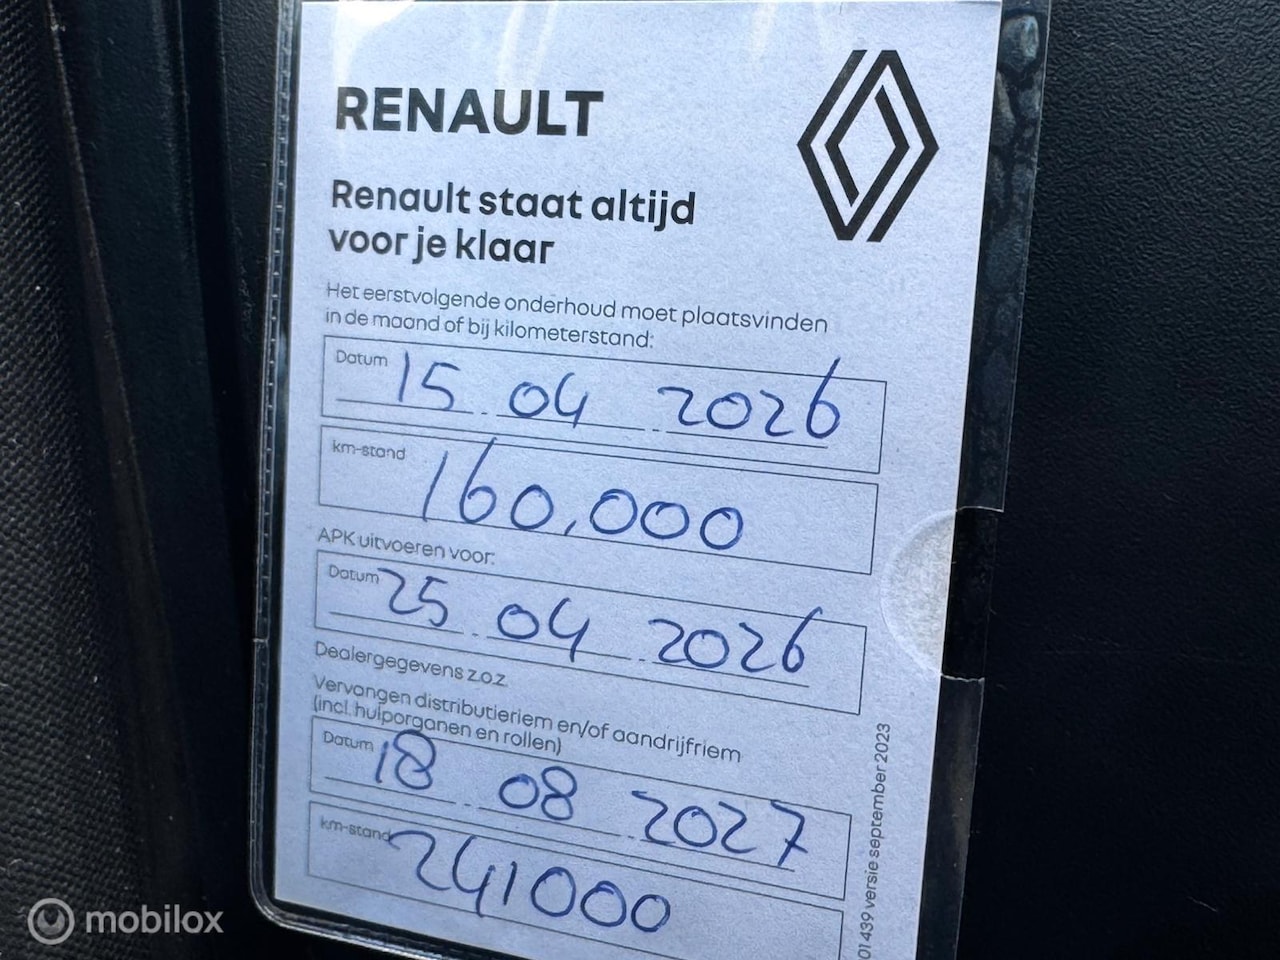 RENAULT
Renault staat altijd
voor je klaar
Het eerstvolgende onderhoud moet plaatsvinden
in de maand of bij kilometerstand:
Datum 15 . 04 . 2026
km-stand 160,000
APK uitvoeren voor:
Datum 25 . 04 . 2026
Dealergegevens z.o.z.
Vervangen distributieriem en/of aandrijfriem
(incl. hulporganen en rollen)
Datum 18 . 08 . 2027
km-stand 241000
01 439 versie september 2023
mobilox